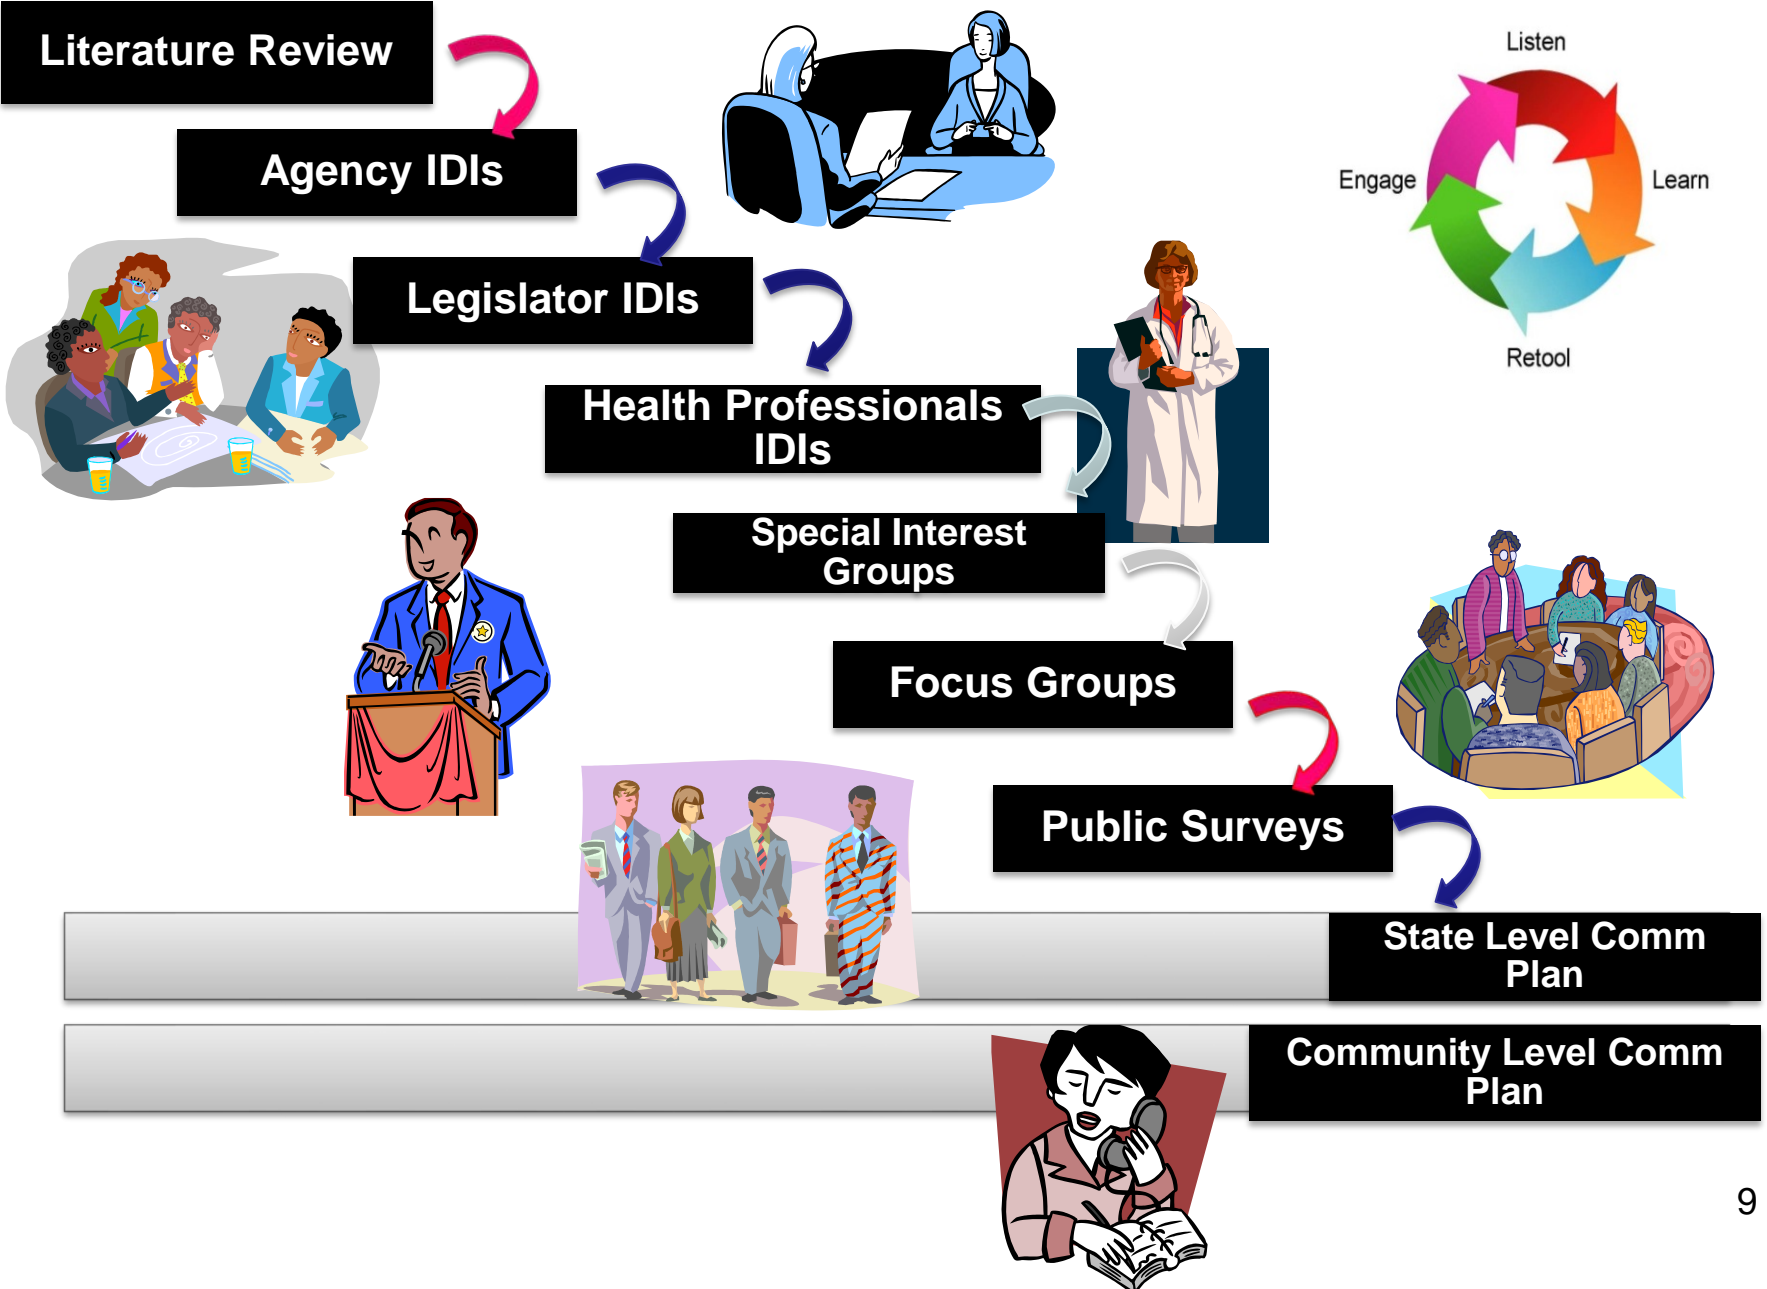 Literature Review
Agency IDIs
Legislator IDIs
Health Professionals
IDIs
Special Interest
Groups
Focus Groups
Public Surveys
State Level Comm
Plan
Community Level Comm
Plan
Listen
Learn
Retool
Engage
9